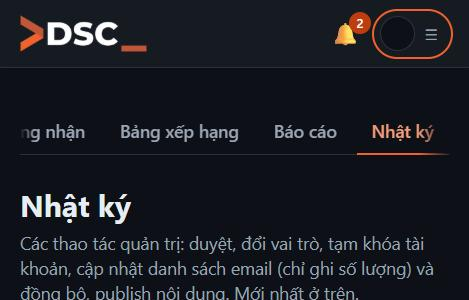 DSC_
2
ng nhận Bảng xếp hạng Báo cáo Nhật ký
Nhật ký
Các thao tác quản trị: duyệt, đổi vai trò, tạm khóa tài
khoản, cập nhật danh sách email (chỉ ghi số lượng) và
đồng bộ, publish nội dung. Mới nhất ở trên.